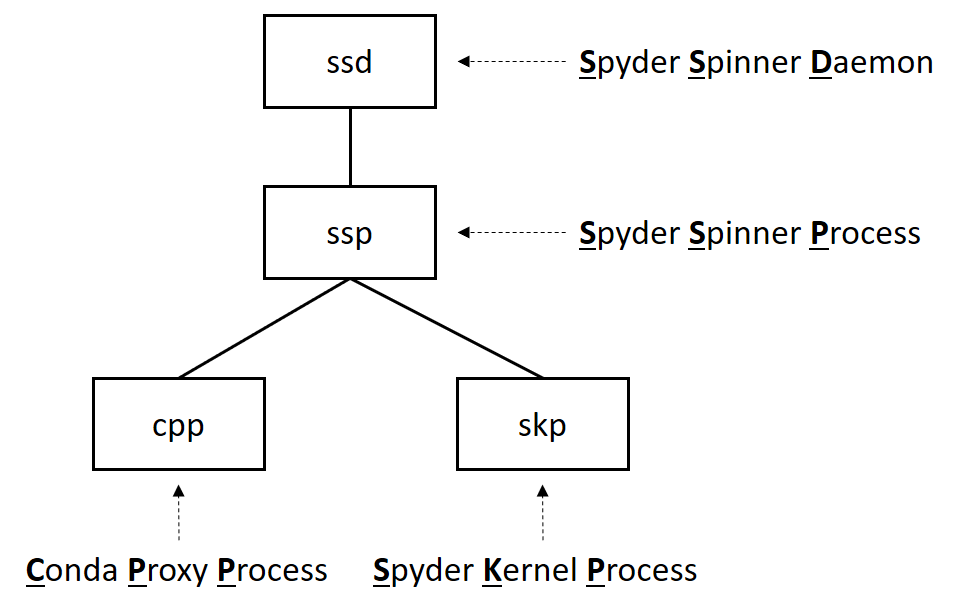 ssd
Spyder Spinner Daemon
ssp
Spyder Spinner Process
cpp
skp
Conda Proxy Process
Spyder Kernel Process